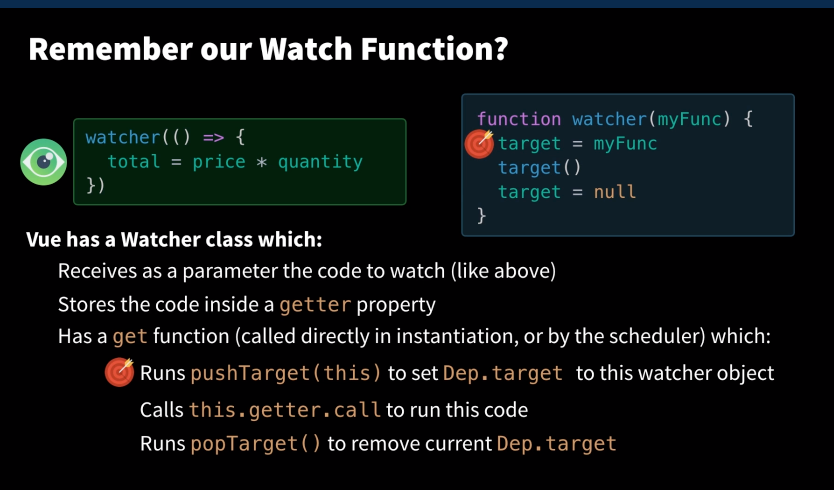 Remember our Watch Function?
watcher(() => {
  total = price * quantity
})
function watcher(myFunc) {
  target = myFunc
  target()
  target = null
}
Vue has a Watcher class which:
Receives as a parameter the code to watch (like above)
Stores the code inside a getter property
Has a get function (called directly in instantiation, or by the scheduler) which:
Runs pushTarget(this) to set Dep.target to this watcher object
Calls this.getter.call to run this code
Runs popTarget() to remove current Dep.target